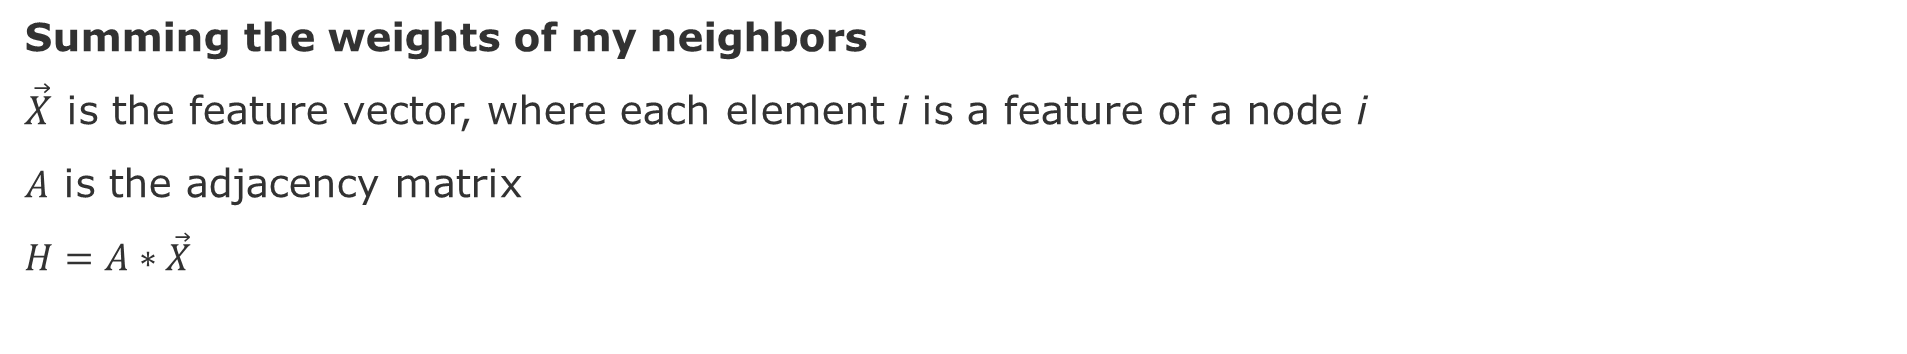 Summing the weights of my neighbors
X⃗ is the feature vector, where each element i is a feature of a node i
A is the adjacency matrix
H = A ∗ X⃗